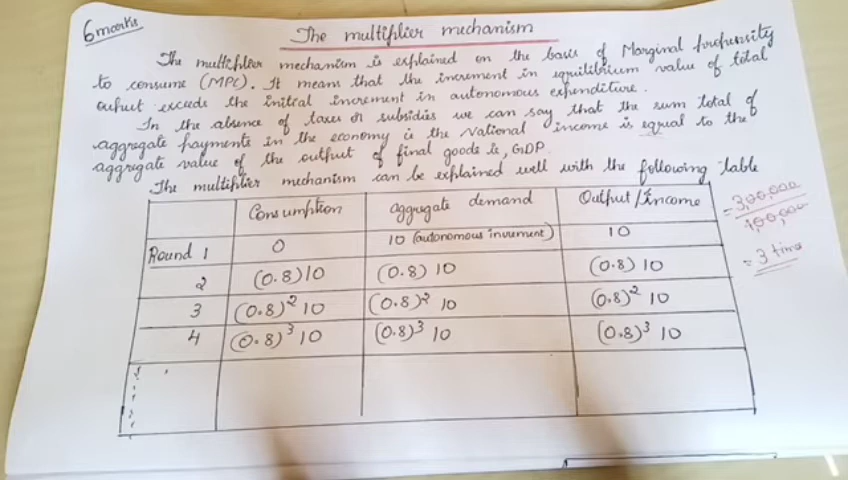 6 marks
The multiplier mechanism
The multiplier mechanism is explained on the basis of Marginal propensity
to consume (MPC). It means that the increment in equilibrium value of total
output exceeds the initial increment in autonomous expenditure.
In the absence of taxes or subsidies we can say that the sum total of
aggregate payments in the economy is the National income is equal to the
aggregate value of the output of final goods ie, GDP
The multiplier mechanism can be explained well with the following table
Consumption aggregate demand Output/Income
Round 1 0 10 (autonomous invement) 10
2 (0.8)10 (0.8) 10 (0.8) 10
3 (0.8)² 10 (0.8)² 10 (0.8)² 10
4 (0.8)³ 10 (0.8)³ 10 (0.8)³ 10
= 3,00,000
1,00,000
= 3 times